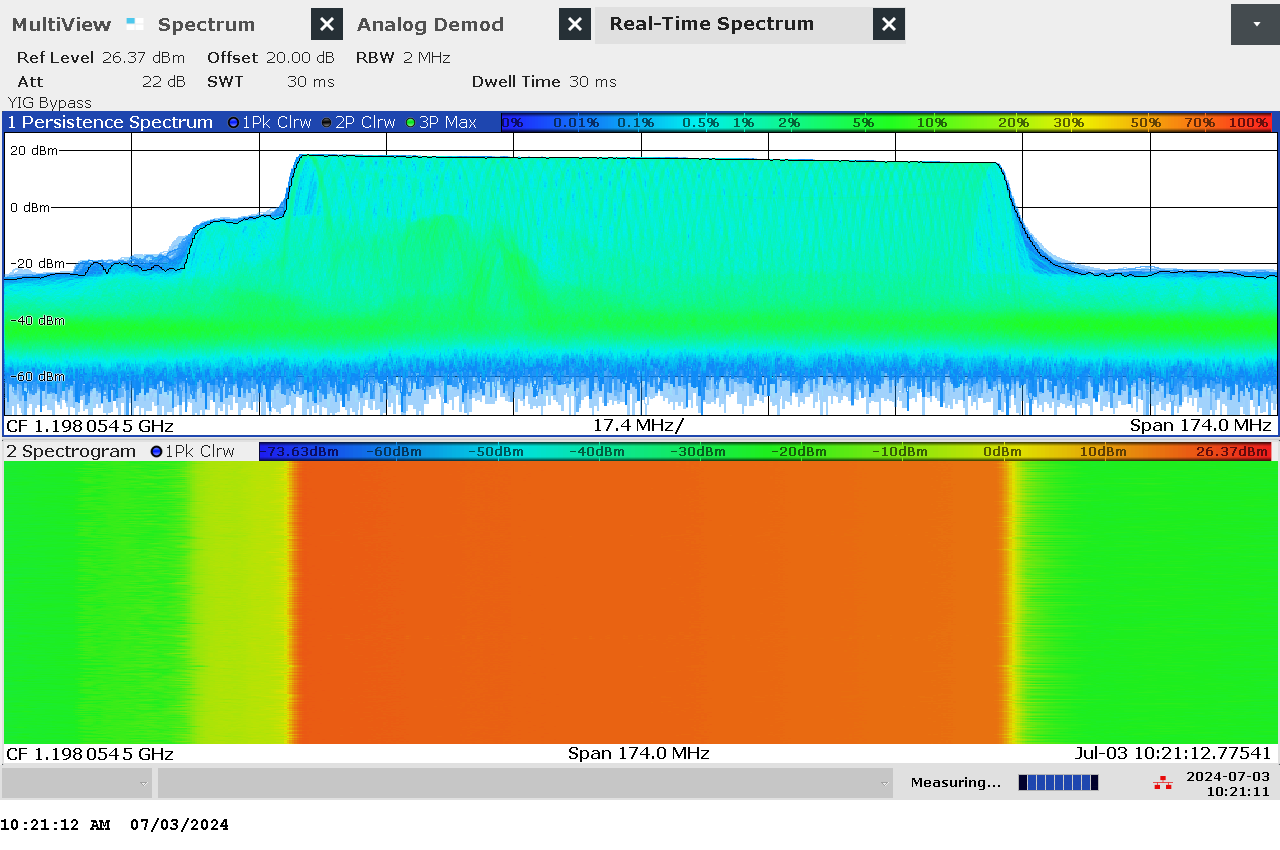 MultiView Spectrum Analog Demod Real-Time Spectrum
Ref Level 26.37 dBm Offset 20.00 dB RBW 2 MHz
Att 22 dB SWT 30 ms Dwell Time 30 ms
YIG Bypass
1 Persistence Spectrum 1Pk Clrw 2P Clrw 3P Max 0% 0.01% 0.1% 0.5% 1% 2% 5% 10% 20% 30% 50% 70% 100%
20 dBm
0 dBm
-20 dBm
-40 dBm
-60 dBm
CF 1.1980545 GHz 17.4 MHz/ Span 174.0 MHz
2 Spectrogram 1Pk Clrw -73.63dBm -60dBm -50dBm -40dBm -30dBm -20dBm -10dBm 0dBm 10dBm 26.37dBm
CF 1.1980545 GHz Span 174.0 MHz Jul-03 10:21:12.77541
Measuring... 2024-07-03
10:21:11
10:21:12 AM 07/03/2024